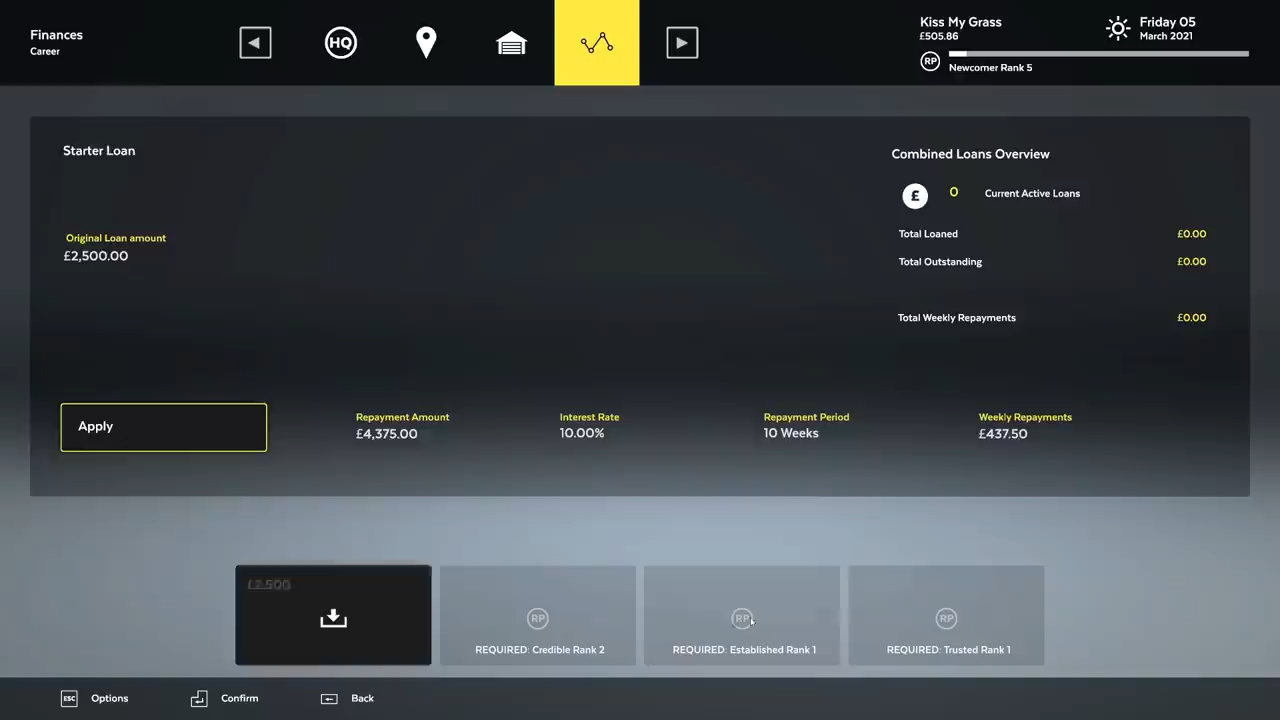 Finances
Career
HQ
Kiss My Grass
£505.86
RP
Newcomer Rank 5
Friday 05
March 2021
Starter Loan
Original Loan amount
£2,500.00
Combined Loans Overview
£ 0 Current Active Loans
Total Loaned £0.00
Total Outstanding £0.00
Total Weekly Repayments £0.00
Apply
Repayment Amount
£4,375.00
Interest Rate
10.00%
Repayment Period
10 Weeks
Weekly Repayments
£437.50
£2,500
RP
REQUIRED: Credible Rank 2
RP
REQUIRED: Established Rank 1
RP
REQUIRED: Trusted Rank 1
ESC Options
Confirm
Back